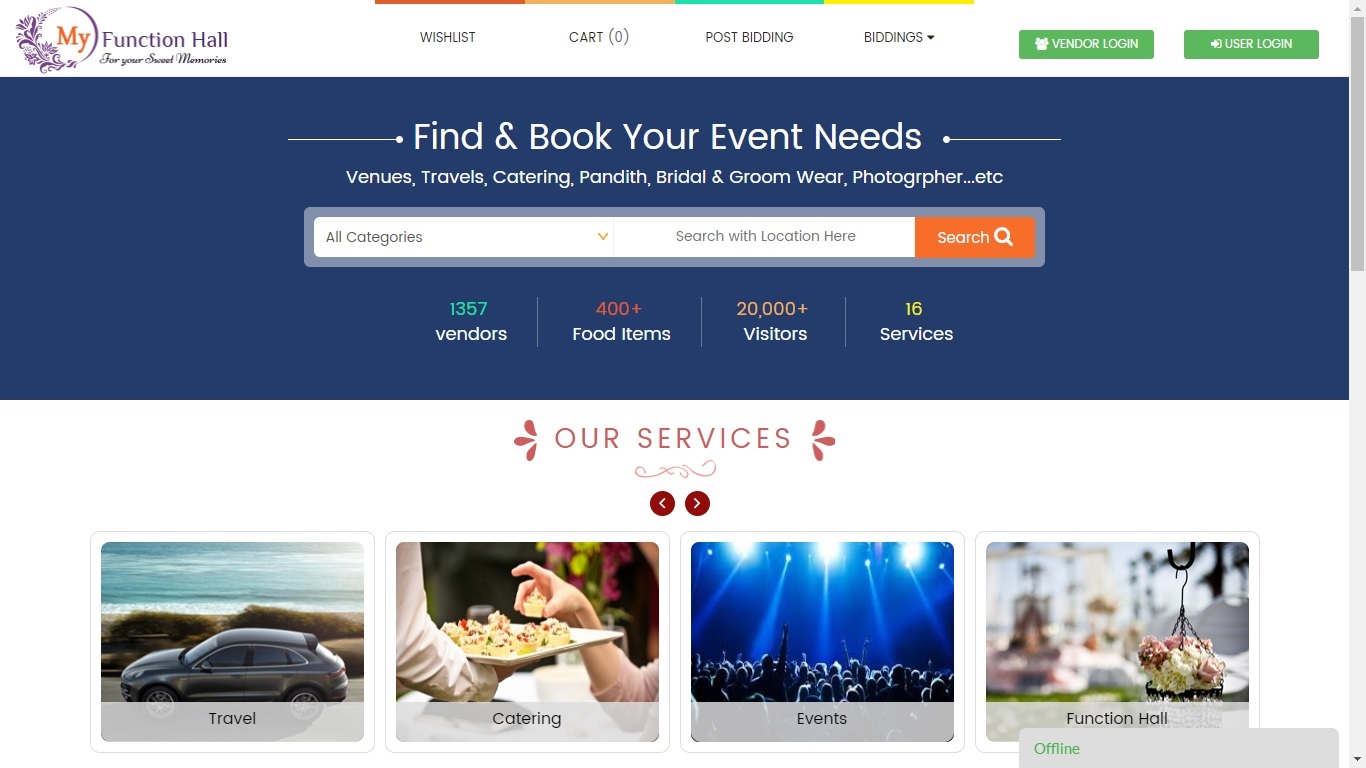 My Function Hall
For your Sweet Memories
WISHLIST
CART (0)
POST BIDDING
BIDDINGS
VENDOR LOGIN
USER LOGIN
Find & Book Your Event Needs
Venues, Travels, Catering, Pandith, Bridal & Groom Wear, Photogrpher...etc
All Categories
Search with Location Here
Search
1357
vendors
400+
Food Items
20,000+
Visitors
16
Services
OUR SERVICES
Travel
Catering
Events
Function Hall
Offline